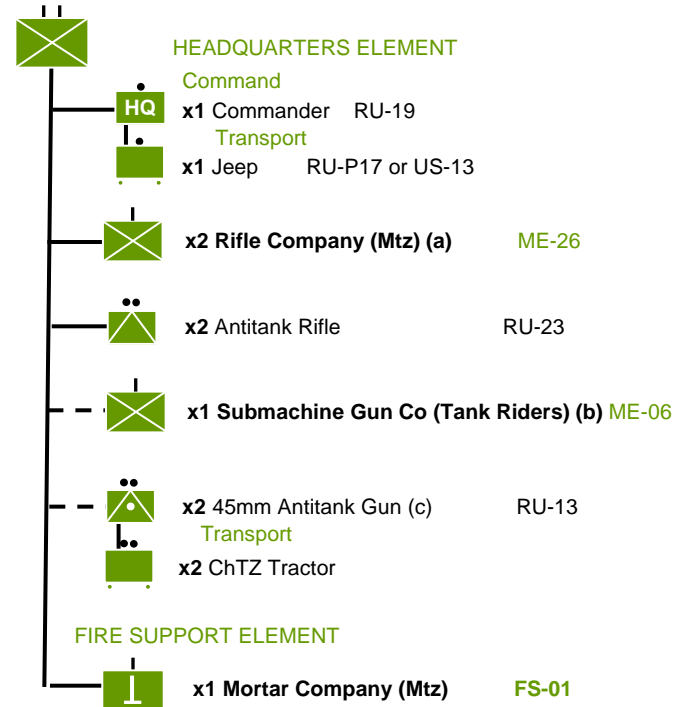 HEADQUARTERS ELEMENT
Command
HQ x1 Commander RU-19
Transport
x1 Jeep RU-P17 or US-13
x2 Rifle Company (Mtz) (a) ME-26
x2 Antitank Rifle RU-23
x1 Submachine Gun Co (Tank Riders) (b) ME-06
x2 45mm Antitank Gun (c) RU-13
Transport
x2 ChTZ Tractor
FIRE SUPPORT ELEMENT
x1 Mortar Company (Mtz) FS-01